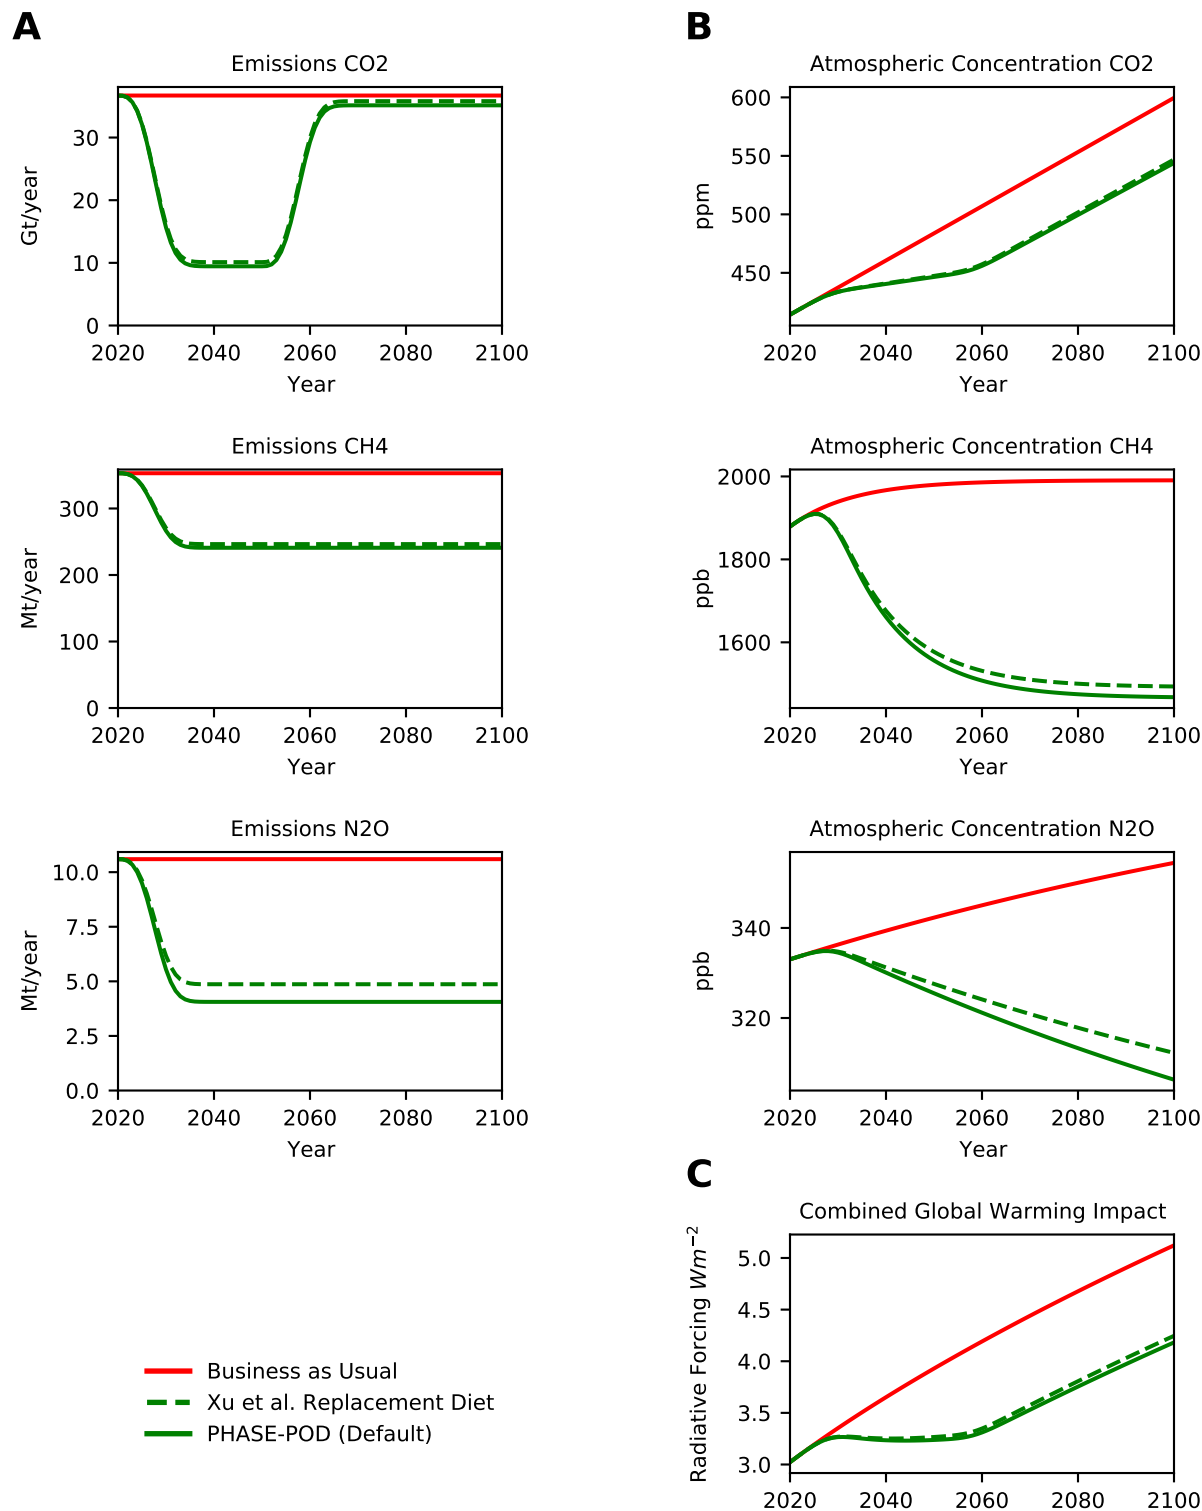 A
B
Emissions CO2
Gt/year
30
20
10
0
2020 2040 2060 2080 2100
Year
Atmospheric Concentration CO2
ppm
600
550
500
450
2020 2040 2060 2080 2100
Year
Emissions CH4
Mt/year
300
200
100
0
2020 2040 2060 2080 2100
Year
Atmospheric Concentration CH4
ppb
2000
1800
1600
2020 2040 2060 2080 2100
Year
Emissions N2O
Mt/year
10.0
7.5
5.0
2.5
0.0
2020 2040 2060 2080 2100
Year
Atmospheric Concentration N2O
ppb
340
320
2020 2040 2060 2080 2100
Year
C
Combined Global Warming Impact
Radiative Forcing Wm⁻²
5.0
4.5
4.0
3.5
3.0
2020 2040 2060 2080 2100
Business as Usual
Xu et al. Replacement Diet
PHASE-POD (Default)